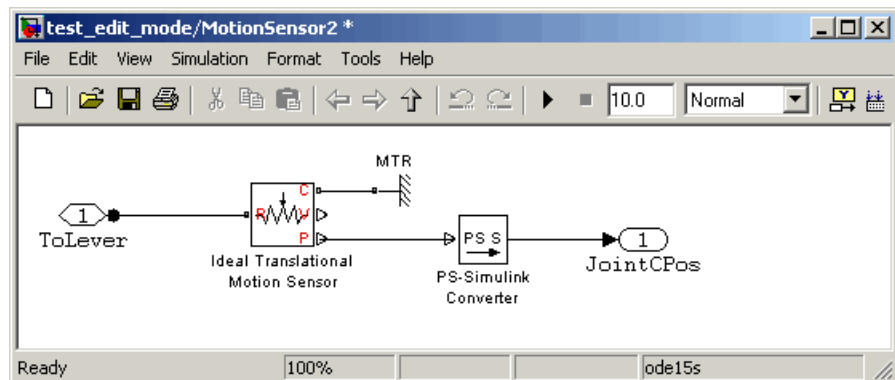 test_edit_mode/MotionSensor2 *
File Edit View Simulation Format Tools Help
10.0 Normal
MTR
C
R V
P
1
ToLever
Ideal Translational
Motion Sensor
PS S
PS-Simulink
Converter
1
JointCPos
Ready 100% ode15s